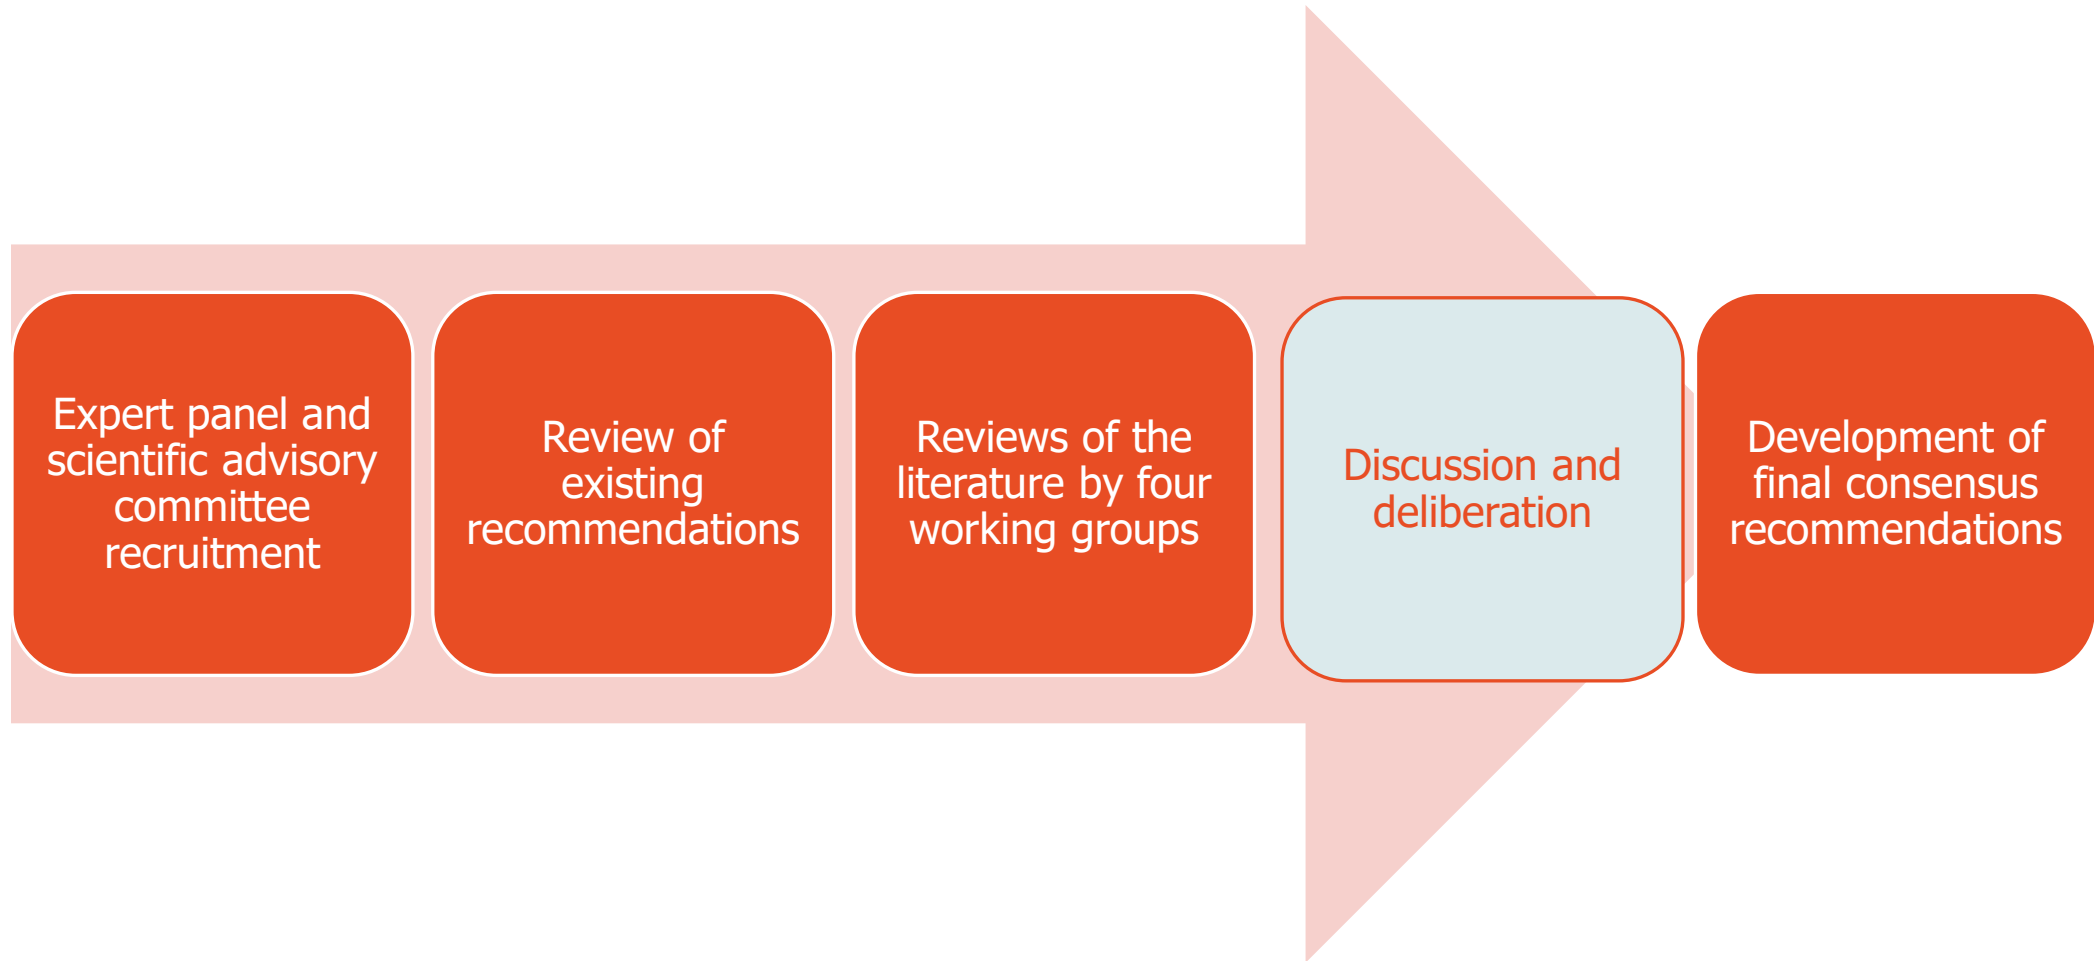 Expert panel and
scientific advisory
committee
recruitment
Review of
existing
recommendations
Reviews of the
literature by four
working groups
Discussion and
deliberation
Development of
final consensus
recommendations